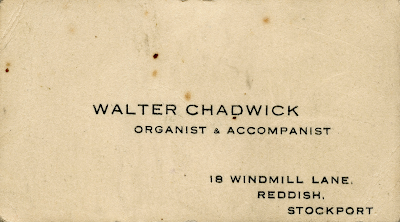 WALTER CHADWICK
ORGANIST & ACCOMPANIST
18 WINDMILL LANE,
REDDISH,
STOCKPORT